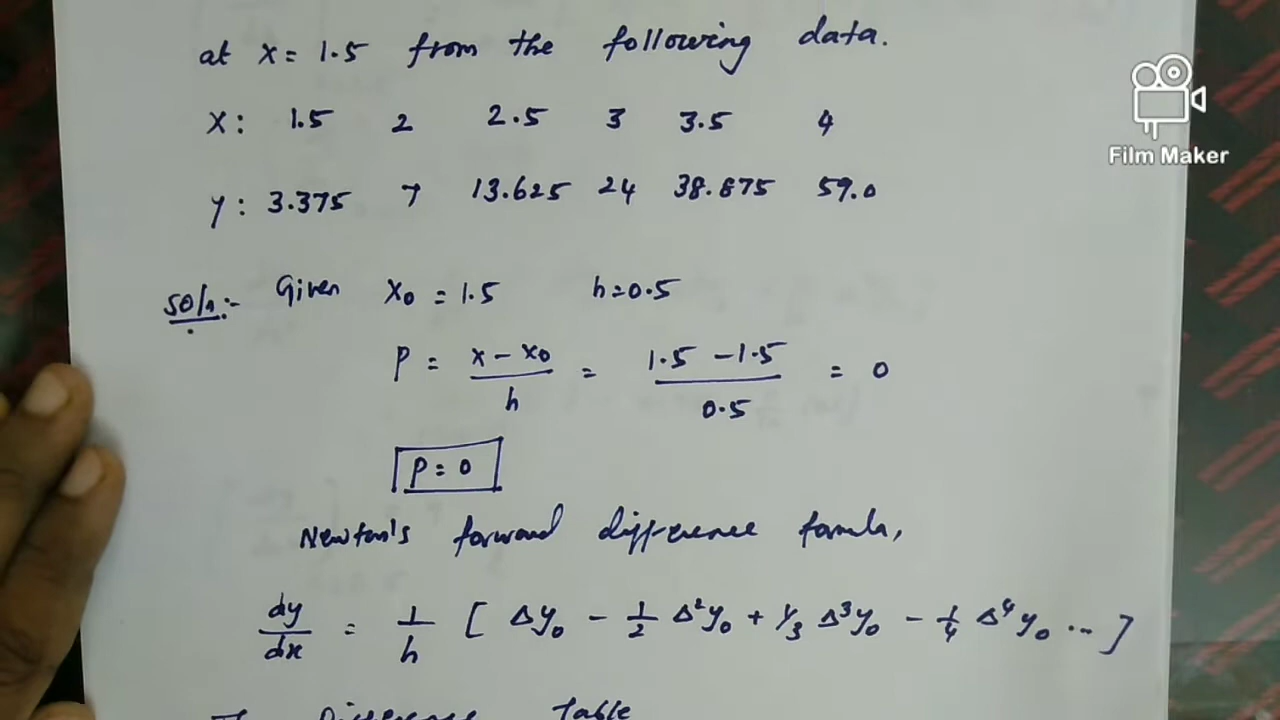 at x = 1.5 from the following data.
x: 1.5 2 2.5 3 3.5 4
y: 3.375 7 13.625 24 38.875 59.0
Film Maker
Soln:- Given x₀ = 1.5 h=0.5
P = x - x₀ / h = 1.5 - 1.5 / 0.5 = 0
P = 0
Newton's forward difference formula,
dy/dx = 1/h [ Δy₀ - 1/2 Δ²y₀ + 1/3 Δ³y₀ - 1/4 Δ⁴y₀ ... ]
Difference Table